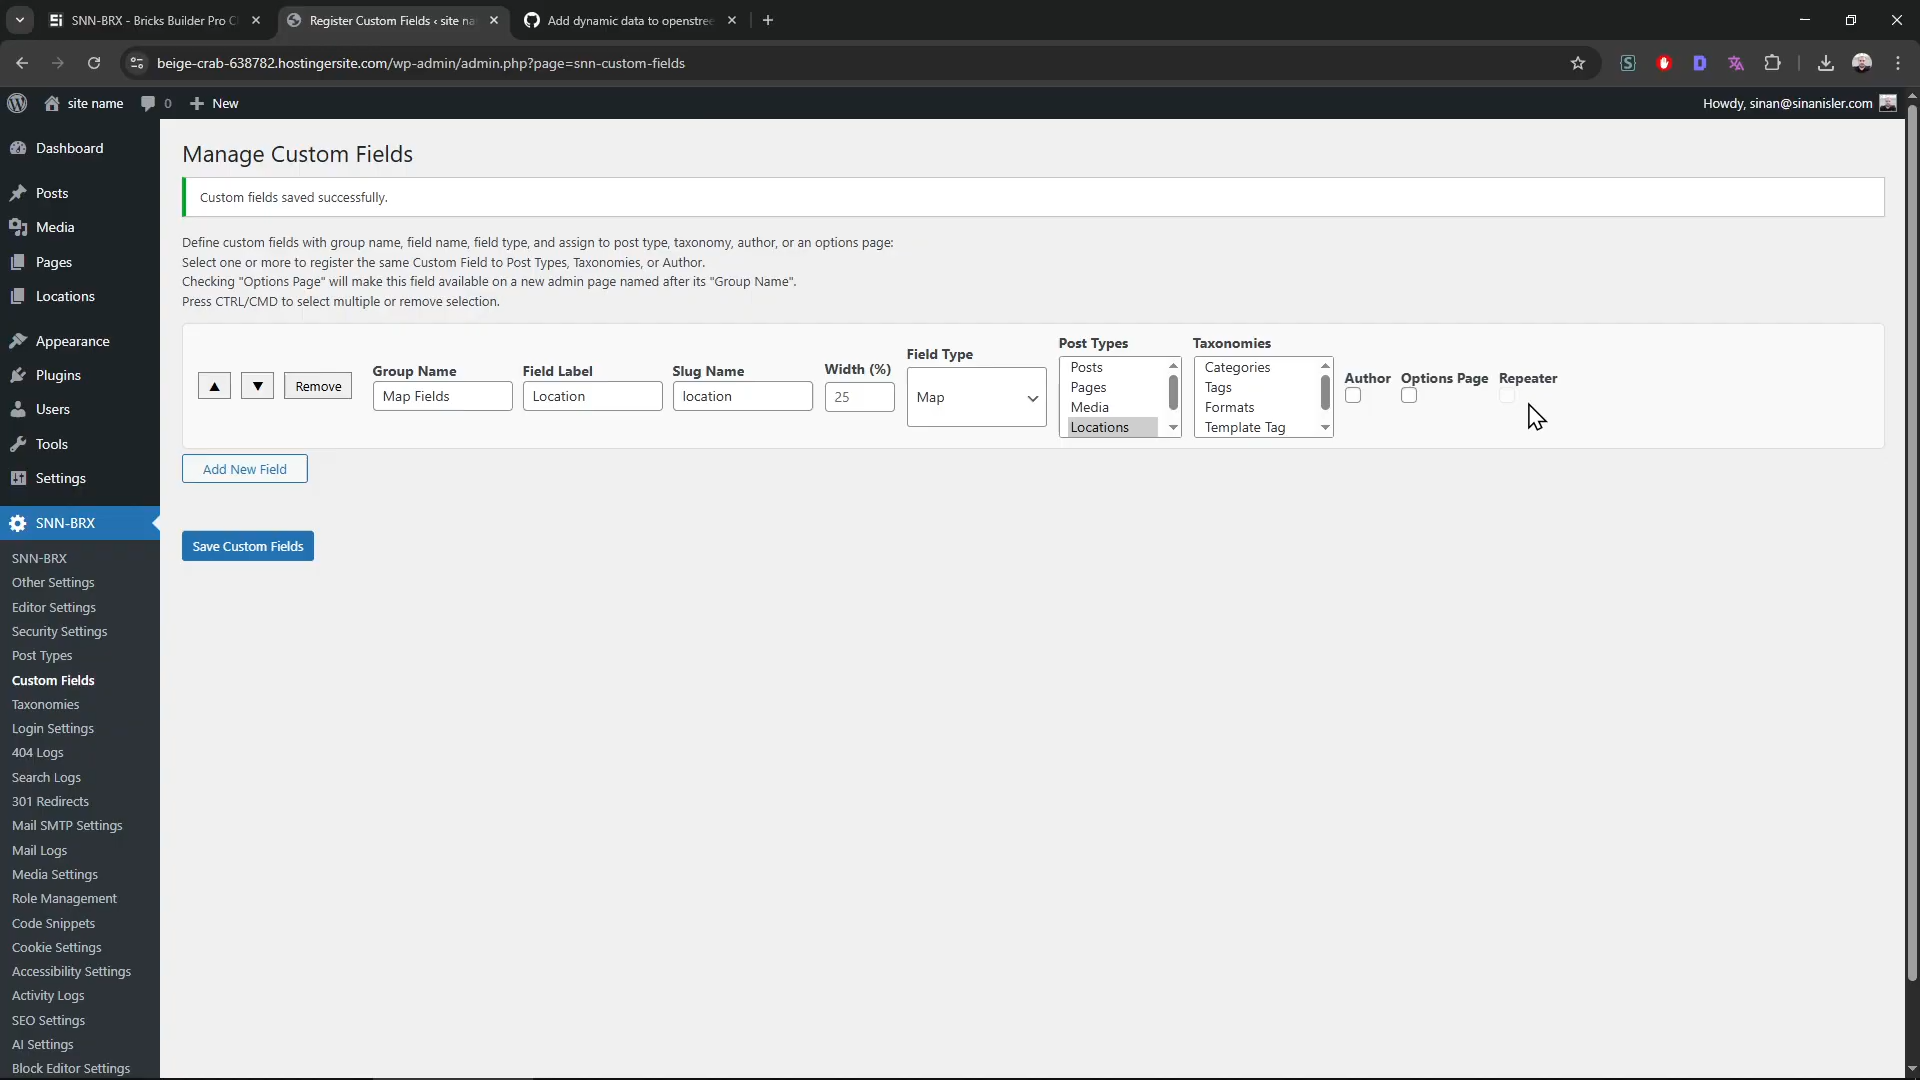 SNN-BRX - Bricks Builder Pro C
Register Custom Fields ‹ site na
Add dynamic data to openstree
beige-crab-638782.hostingersite.com/wp-admin/admin.php?page=snn-custom-fields
site name
0
New
Howdy, sinan@sinanisler.com
Dashboard
Posts
Media
Pages
Locations
Appearance
Plugins
Users
Tools
Settings
SNN-BRX
SNN-BRX
Other Settings
Editor Settings
Security Settings
Post Types
Custom Fields
Taxonomies
Login Settings
404 Logs
Search Logs
301 Redirects
Mail SMTP Settings
Mail Logs
Media Settings
Role Management
Code Snippets
Cookie Settings
Accessibility Settings
Activity Logs
SEO Settings
AI Settings
Block Editor Settings
Manage Custom Fields
Custom fields saved successfully.
Define custom fields with group name, field name, field type, and assign to post type, taxonomy, author, or an options page:
Select one or more to register the same Custom Field to Post Types, Taxonomies, or Author.
Checking "Options Page" will make this field available on a new admin page named after its "Group Name".
Press CTRL/CMD to select multiple or remove selection.
▲ ▼ Remove
Group Name
Map Fields
Field Label
Location
Slug Name
location
Width (%)
25
Field Type
Map
Post Types
Posts
Pages
Media
Locations
Taxonomies
Categories
Tags
Formats
Template Tag
Author
Options Page
Repeater
Add New Field
Save Custom Fields